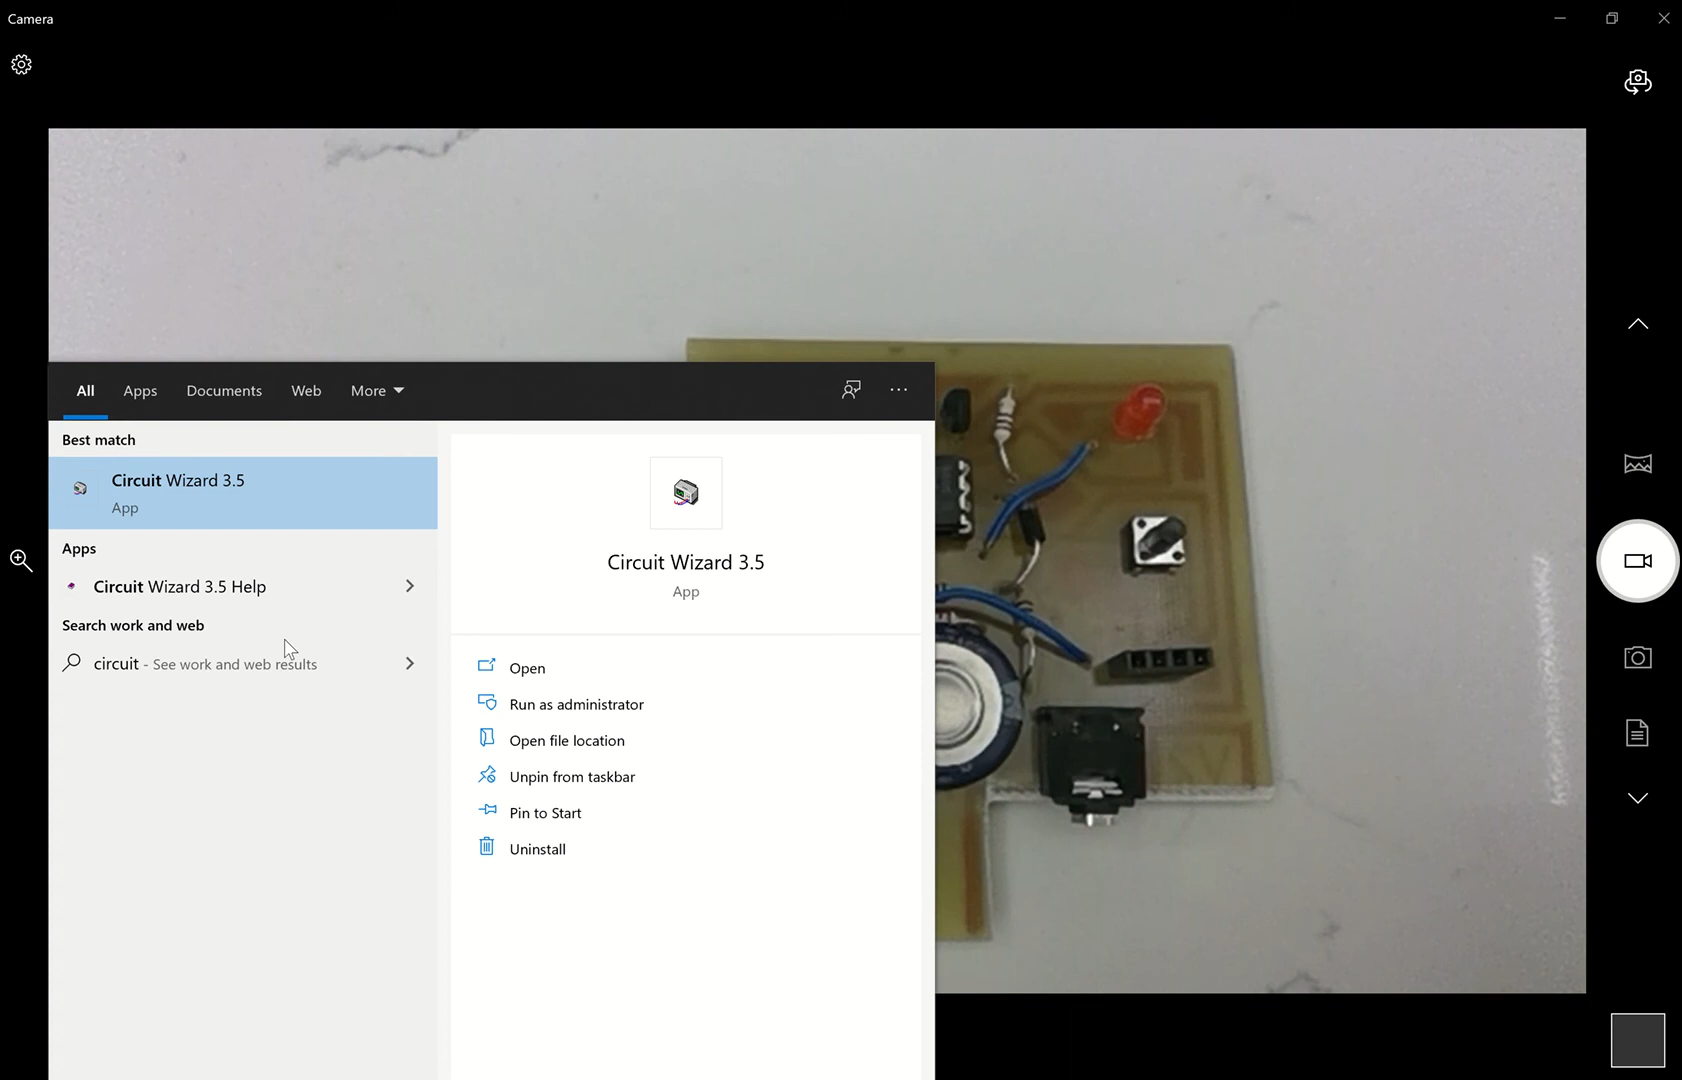 Camera
All Apps Documents Web More
Best match
Circuit Wizard 3.5
App
Apps
Circuit Wizard 3.5 Help
Search work and web
circuit - See work and web results
Circuit Wizard 3.5
App
Open
Run as administrator
Open file location
Unpin from taskbar
Pin to Start
Uninstall